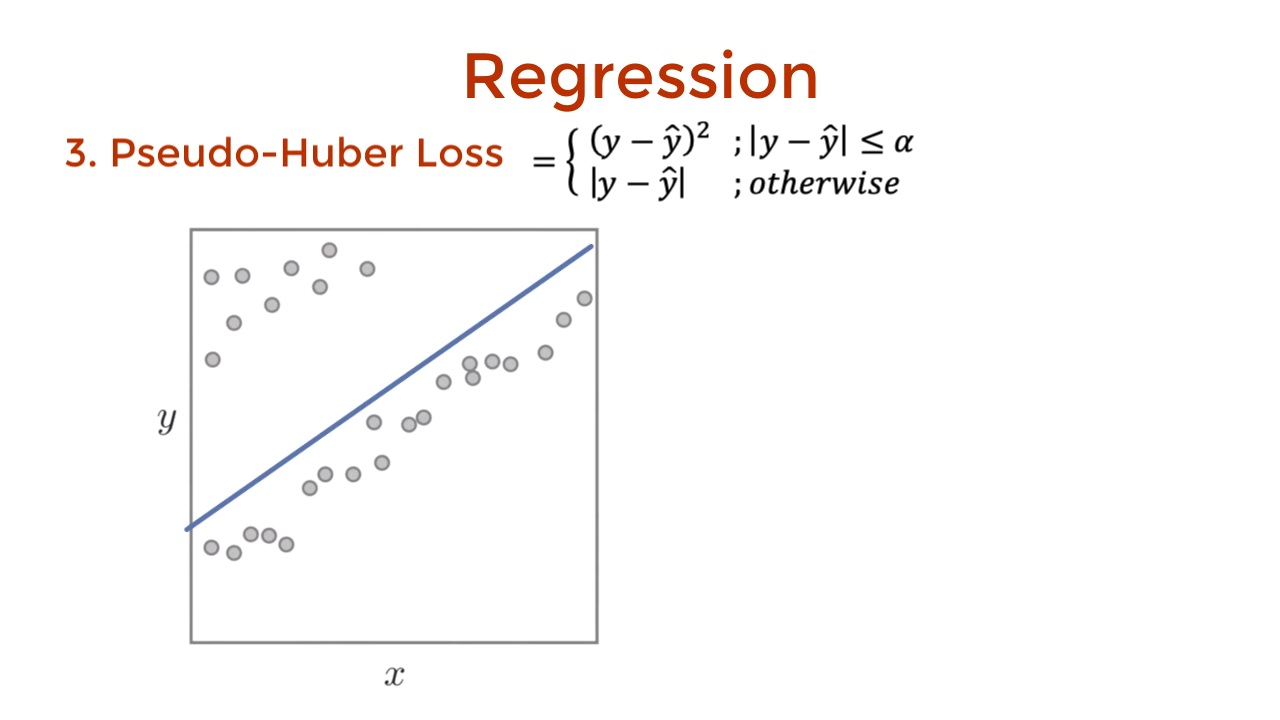 Regression
3. Pseudo-Huber Loss = { (y − ŷ)² ; |y − ŷ| ≤ α
|y − ŷ| ; otherwise
y
x